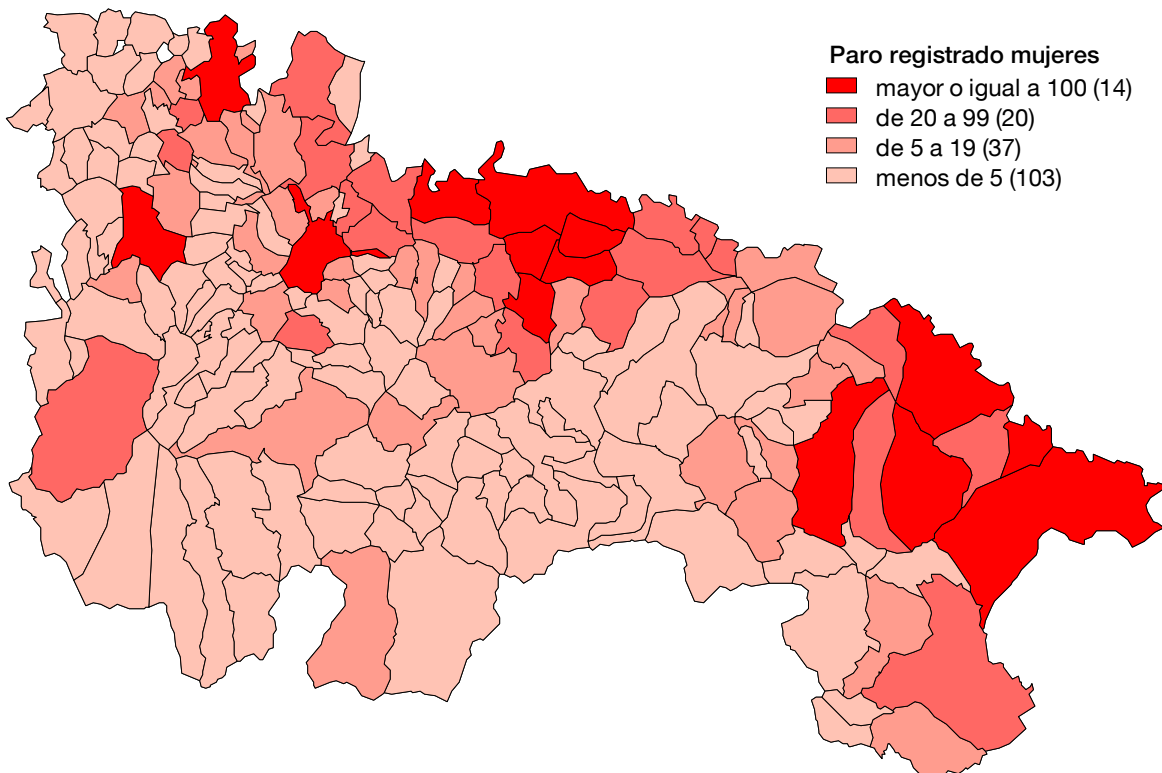 Paro registrado mujeres
mayor o igual a 100 (14)
de 20 a 99 (20)
de 5 a 19 (37)
menos de 5 (103)